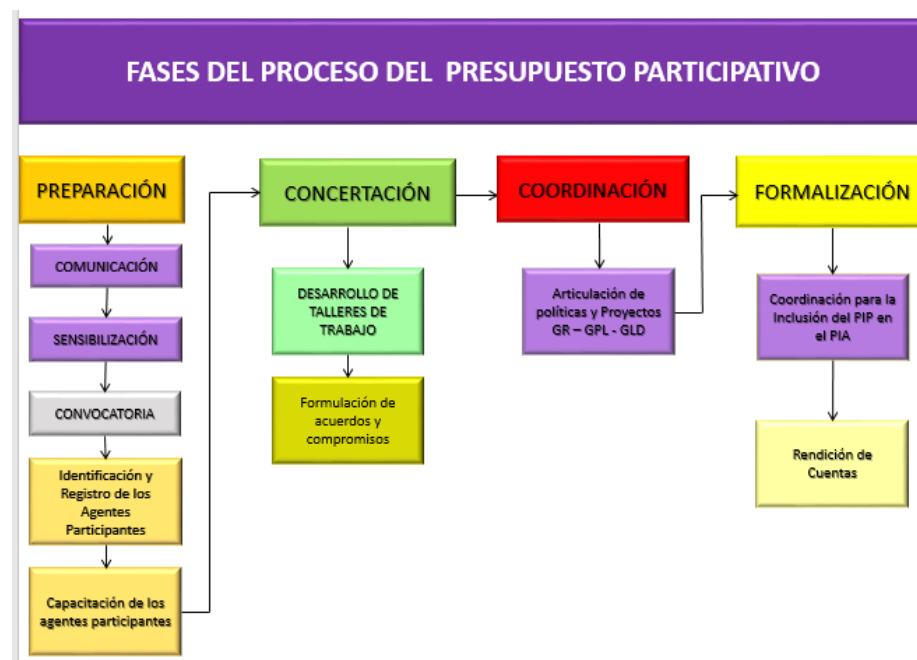 FASES DEL PROCESO DEL PRESUPUESTO PARTICIPATIVO
PREPARACIÓN
COMUNICACIÓN
SENSIBILIZACIÓN
CONVOCATORIA
Identificación y
Registro de los
Agentes
Participantes
Capacitación de los
agentes participantes
CONCERTACIÓN
DESARROLLO DE
TALLERES DE
TRABAJO
Formulación de
acuerdos y
compromisos
COORDINACIÓN
Articulación de
políticas y Proyectos
GR – GPL - GLD
FORMALIZACIÓN
Coordinación para la
Inclusión del PIP en
el PIA
Rendición de
Cuentas